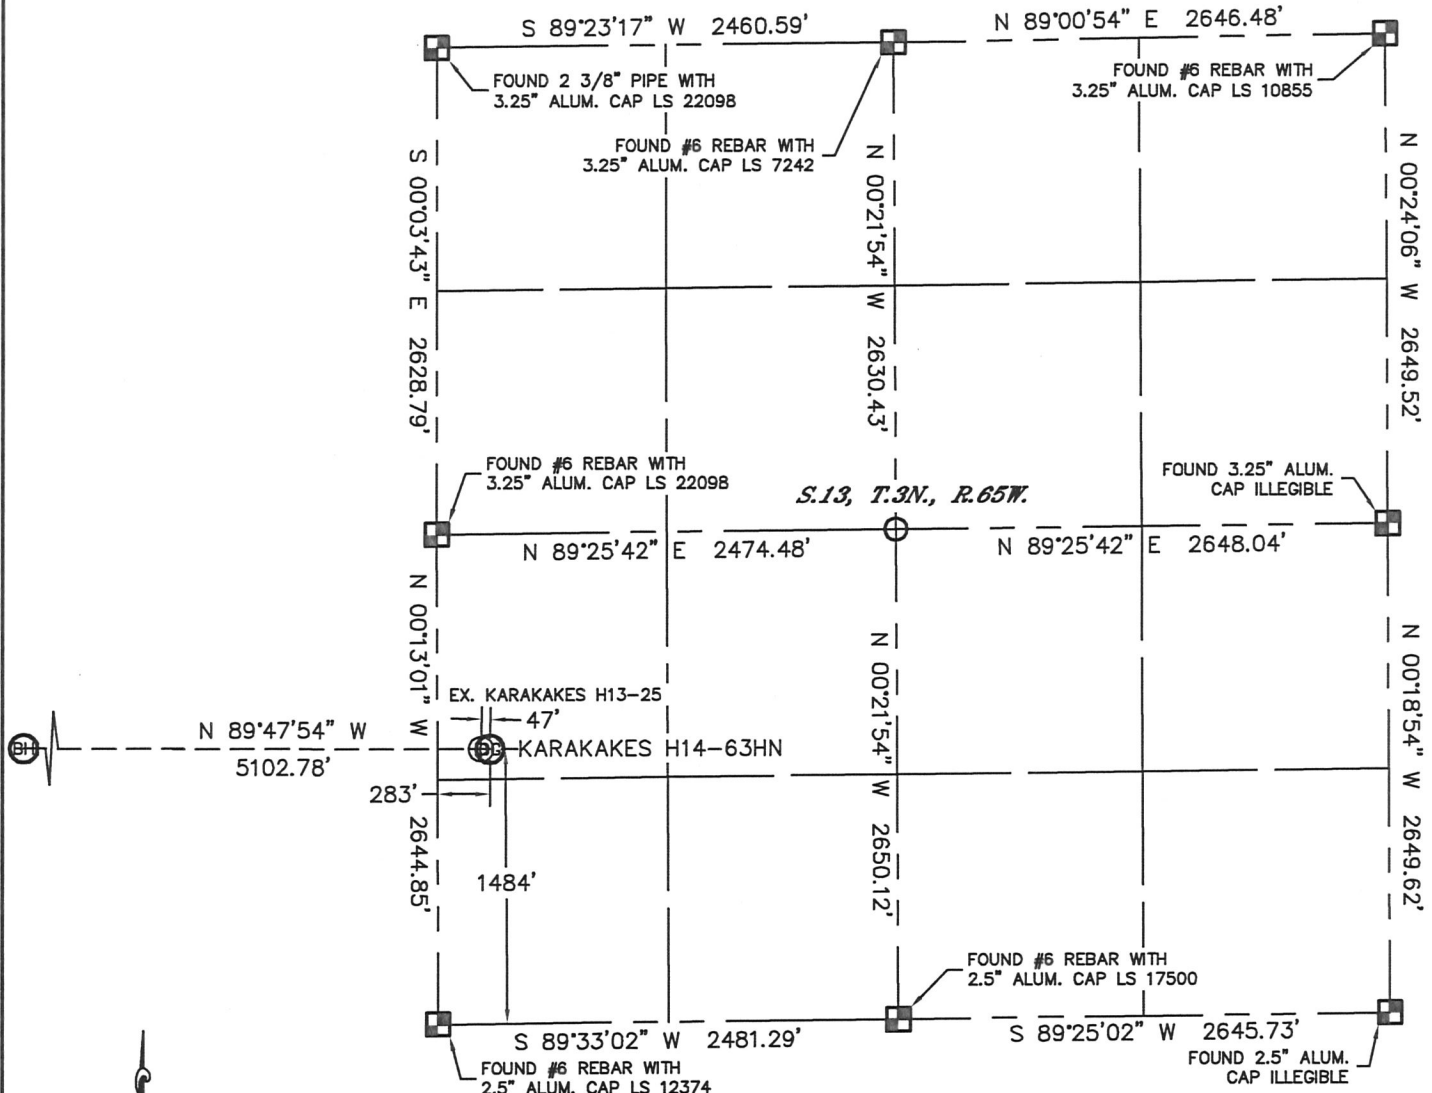 S 89°23'17" W 2460.59'
N 89°00'54" E 2646.48'
FOUND 2 3/8" PIPE WITH
3.25" ALUM. CAP LS 22098
FOUND #6 REBAR WITH
3.25" ALUM. CAP LS 10855
FOUND #6 REBAR WITH
3.25" ALUM. CAP LS 7242
S 00°03'43" E 2628.79'
N 00°21'54" W 2630.43'
N 00°24'06" W 2649.52'
FOUND #6 REBAR WITH
3.25" ALUM. CAP LS 22098
S.13, T.3N., R.65W.
FOUND 3.25" ALUM.
CAP ILLEGIBLE
N 89°25'42" E 2474.48'
N 89°25'42" E 2648.04'
N 00°13'01" W 2644.85'
N 00°21'54" W 2650.12'
N 00°18'54" W 2649.62'
EX. KARAKAKES H13-25
47'
BH
N 89°47'54" W
5102.78'
KARAKAKES H14-63HN
283'
1484'
FOUND #6 REBAR WITH
2.5" ALUM. CAP LS 17500
S 89°33'02" W 2481.29'
S 89°25'02" W 2645.73'
FOUND #6 REBAR WITH
2.5" ALUM. CAP LS 12374
FOUND 2.5" ALUM.
CAP ILLEGIBLE